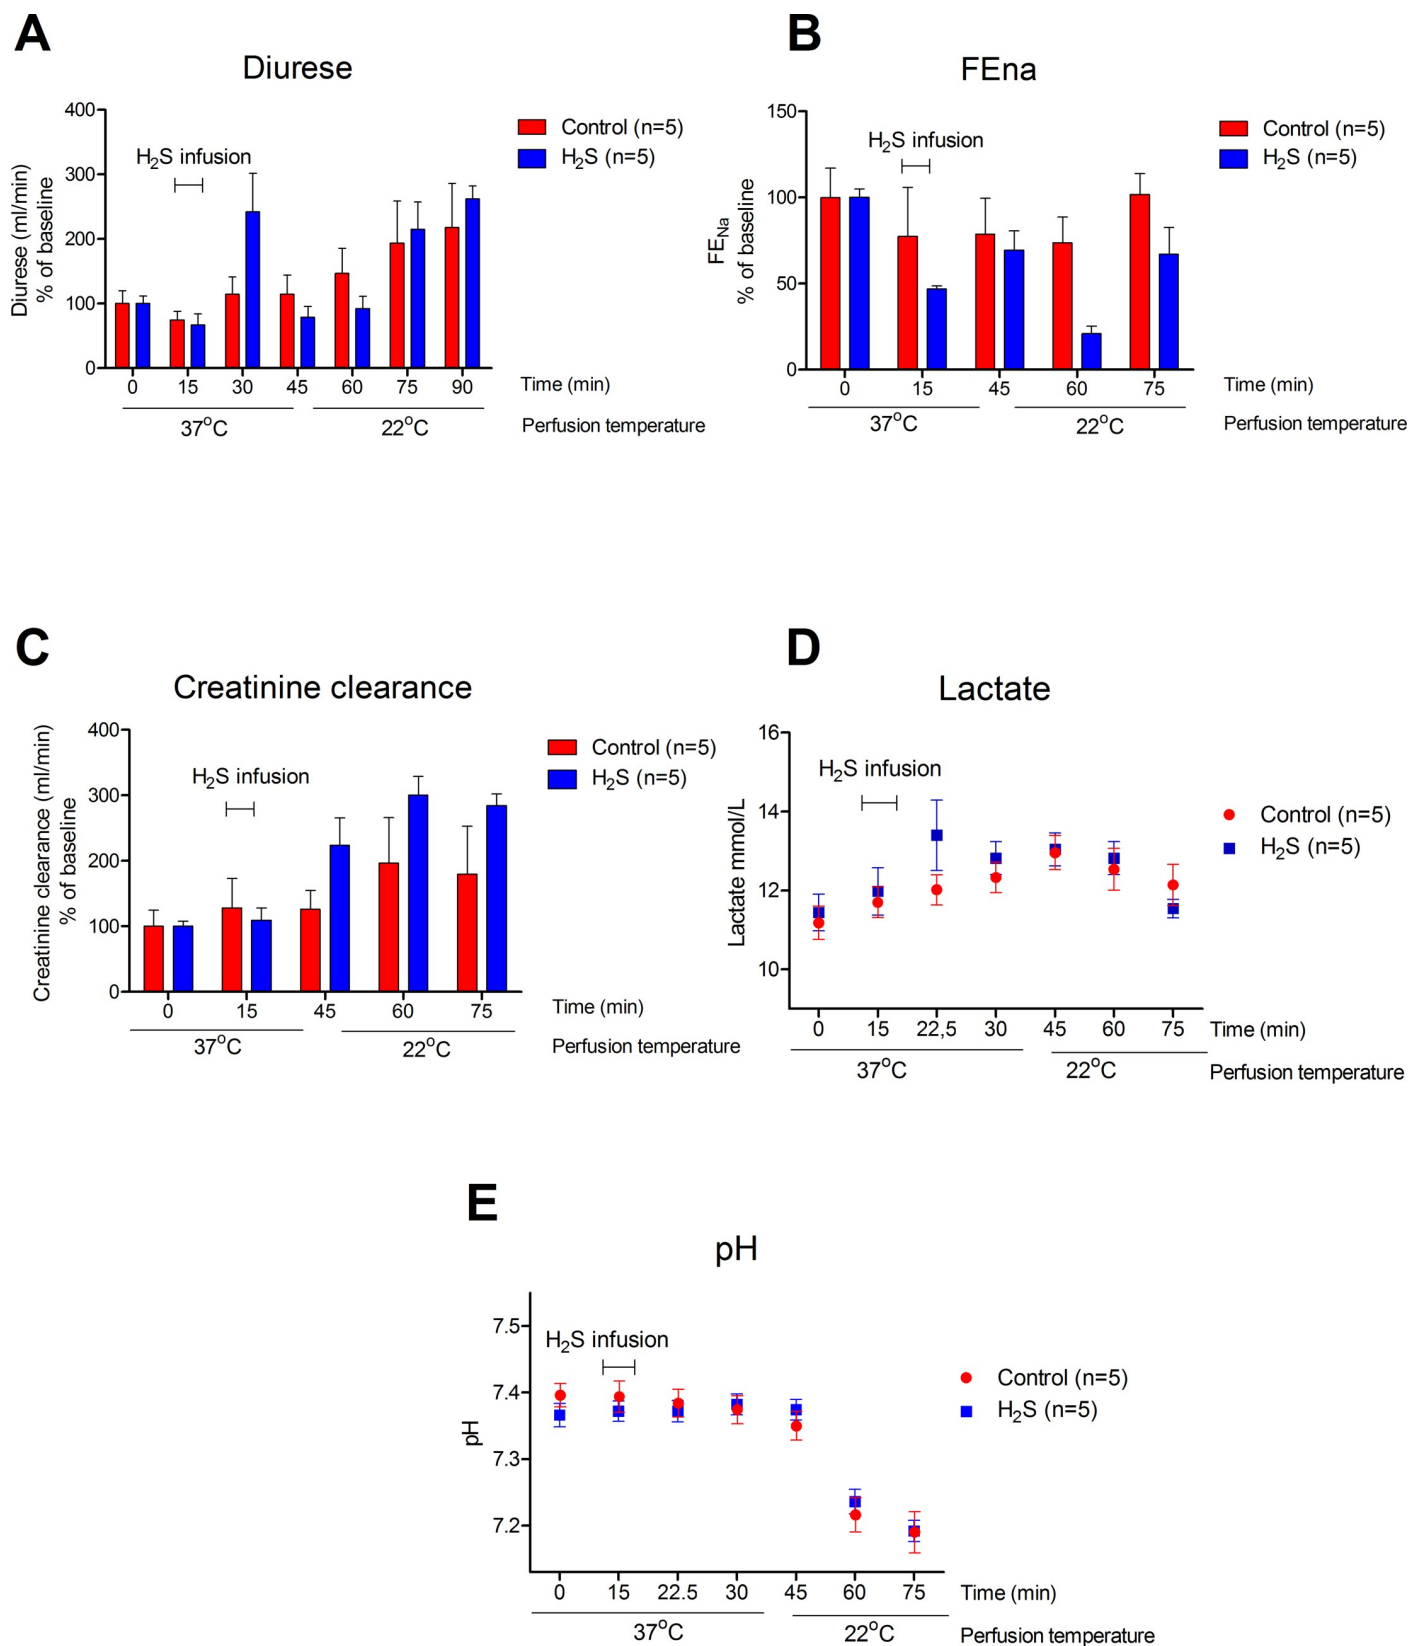 A
Diurese
Diurese (ml/min)
% of baseline
400
300
200
100
0
H2S infusion
Control (n=5)
H2S (n=5)
0 15 30 45 60 75 90 Time (min)
37°C 22°C Perfusion temperature
B
FEna
FENa
% of baseline
150
100
50
0
H2S infusion
Control (n=5)
H2S (n=5)
0 15 45 60 75 Time (min)
37°C 22°C Perfusion temperature
C
Creatinine clearance
Creatinine clearance (ml/min)
% of baseline
400
300
200
100
0
H2S infusion
Control (n=5)
H2S (n=5)
0 15 45 60 75 Time (min)
37°C 22°C Perfusion temperature
D
Lactate
Lactate mmol/L
16
14
12
10
H2S infusion
Control (n=5)
H2S (n=5)
0 15 22,5 30 45 60 75 Time (min)
37°C 22°C Perfusion temperature
E
pH
pH
7.5
7.4
7.3
7.2
H2S infusion
Control (n=5)
H2S (n=5)
0 15 22.5 30 45 60 75 Time (min)
37°C 22°C Perfusion temperature